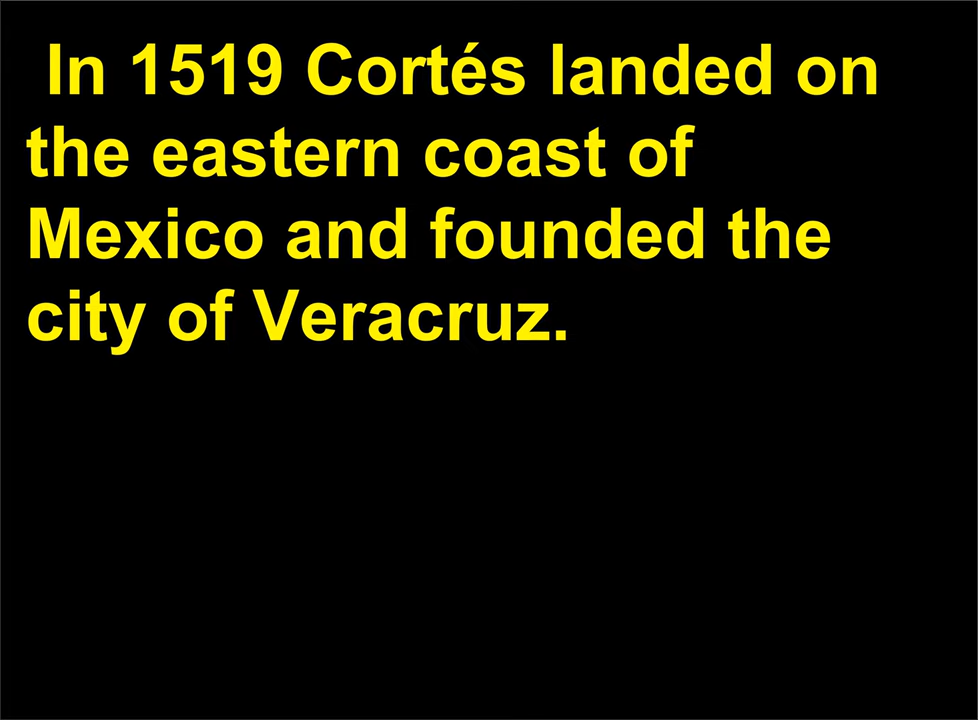 In 1519 Cortés landed on
the eastern coast of
Mexico and founded the
city of Veracruz.